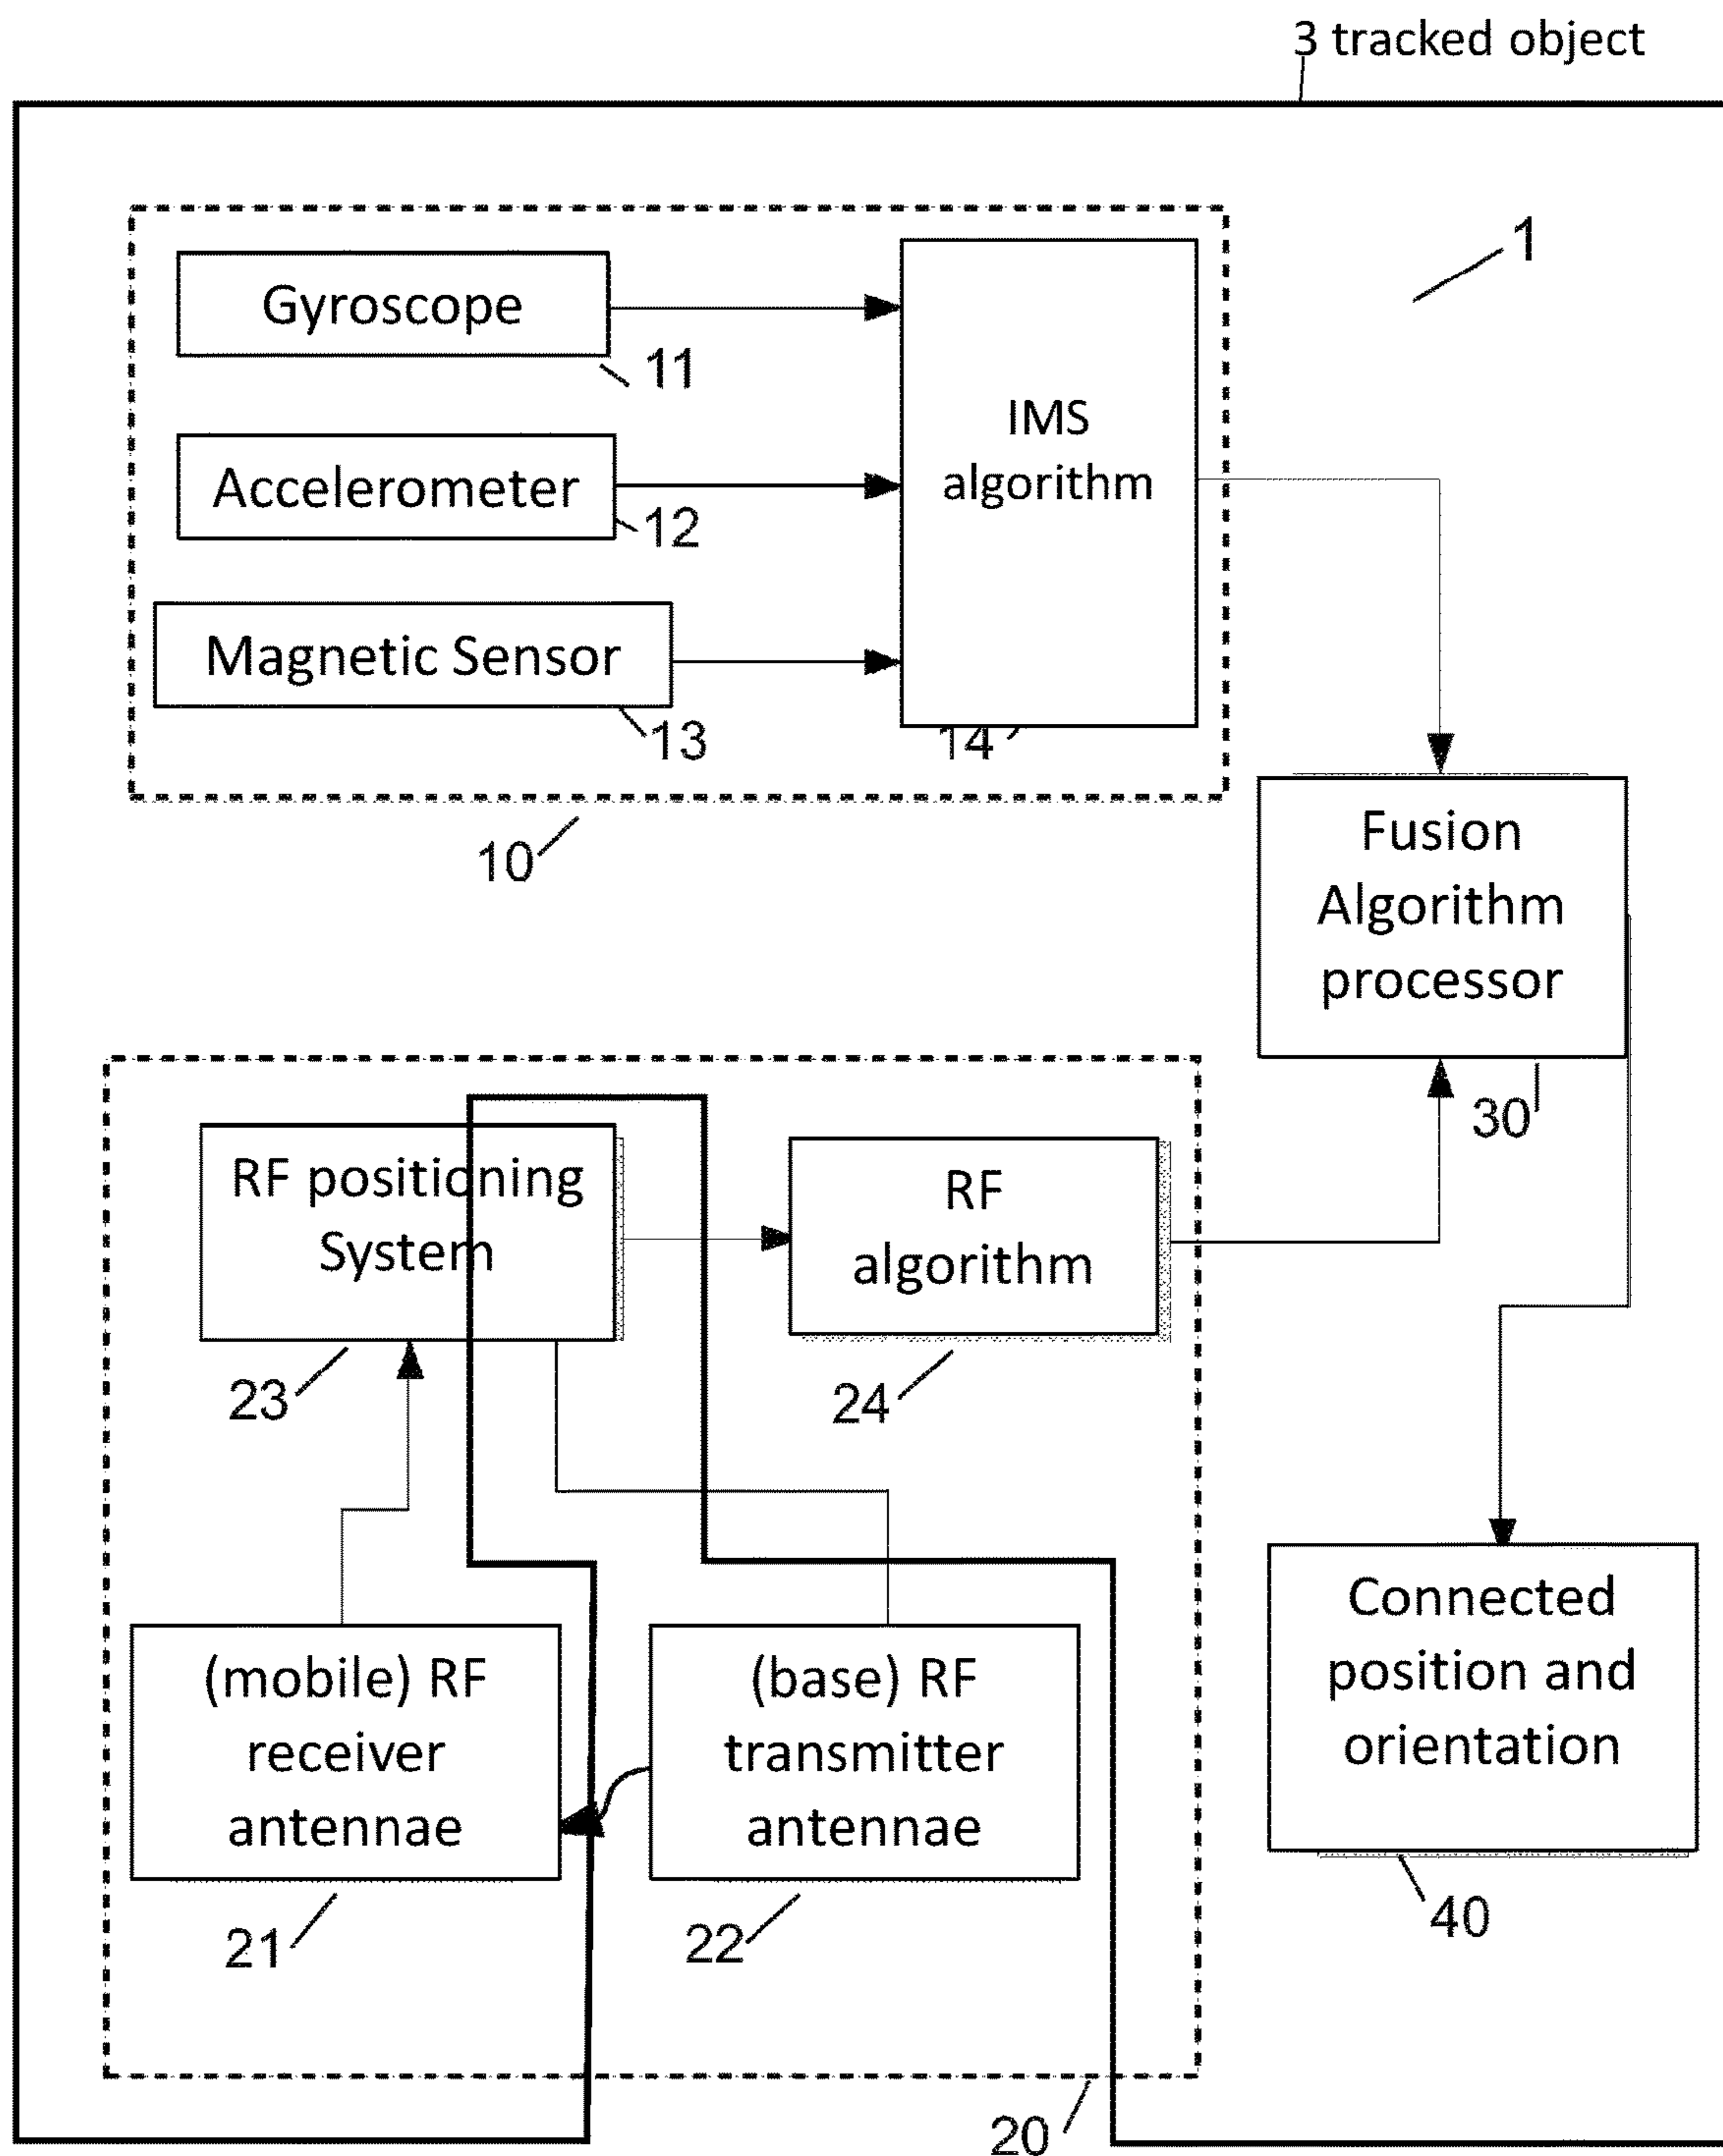 3 tracked object
1
Gyroscope
11
Accelerometer
12
Magnetic Sensor
13
IMS
algorithm
14
10
Fusion
Algorithm
processor
30
RF positioning
System
23
RF
algorithm
24
(mobile) RF
receiver
antennae
21
(base) RF
transmitter
antennae
22
Connected
position and
orientation
40
20